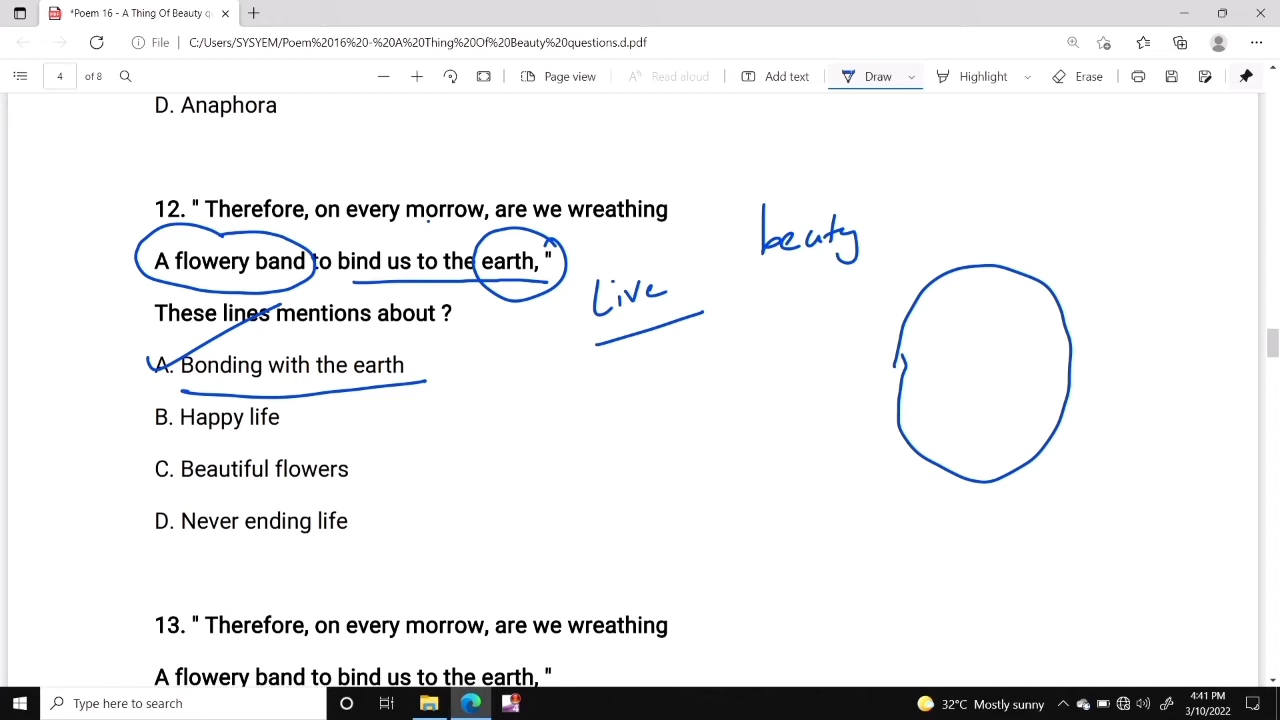 *Poem 16 - A Thing Of Beauty q
File
C:/Users/SYSYEM/Poem%2016%20-%20A%20Thing%20Of%20Beauty%20questions.d.pdf
4 of 8
Page view
Read aloud
Add text
Draw
Highlight
Erase
D. Anaphora
12. " Therefore, on every morrow, are we wreathing
A flowery band to bind us to the earth, "
These lines mentions about ?
A. Bonding with the earth
B. Happy life
C. Beautiful flowers
D. Never ending life
beauty
Live
13. " Therefore, on every morrow, are we wreathing
A flowery band to bind us to the earth, "
Type here to search
32°C Mostly sunny
4:41 PM
3/10/2022